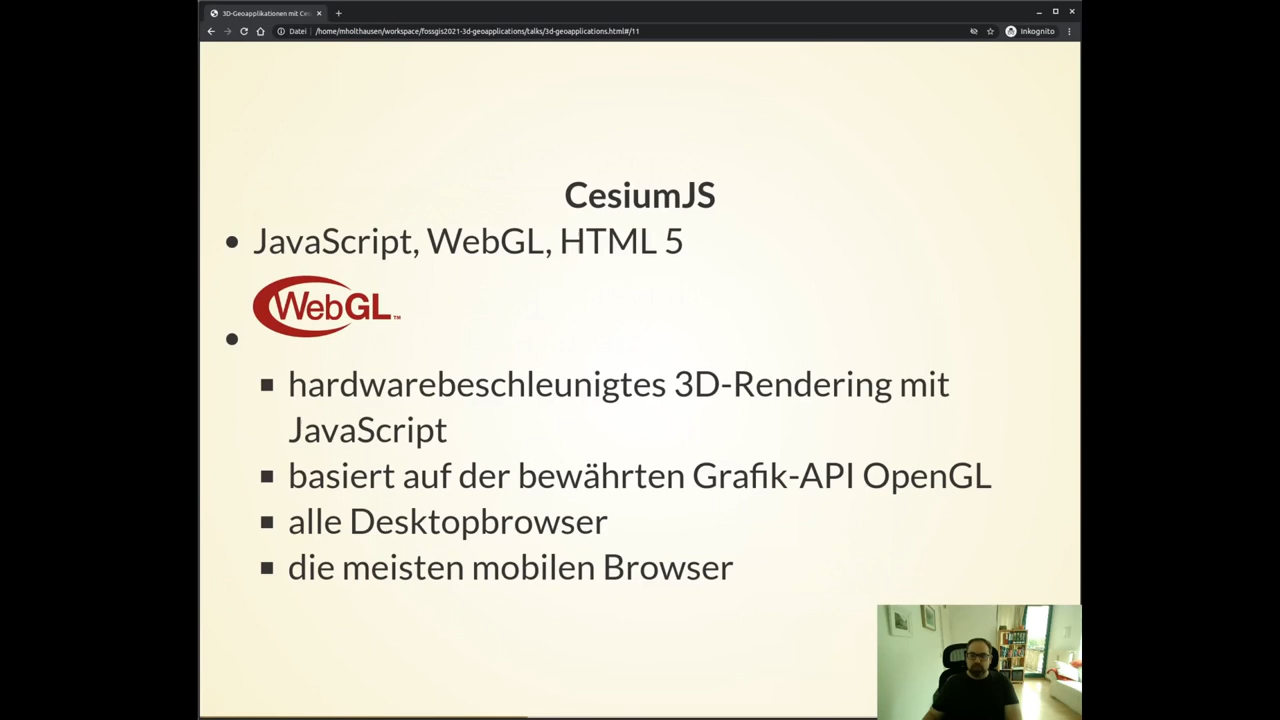 3D-Geoapplikationen mit Ces
Datei /home/mholthausen/workspace/fossgis2021-3d-geoapplications/talks/3d-geoapplications.html#/11 Inkognito
CesiumJS
• JavaScript, WebGL, HTML 5
WebGL™
•
▪ hardwarebeschleunigtes 3D-Rendering mit
JavaScript
▪ basiert auf der bewährten Grafik-API OpenGL
▪ alle Desktopbrowser
▪ die meisten mobilen Browser